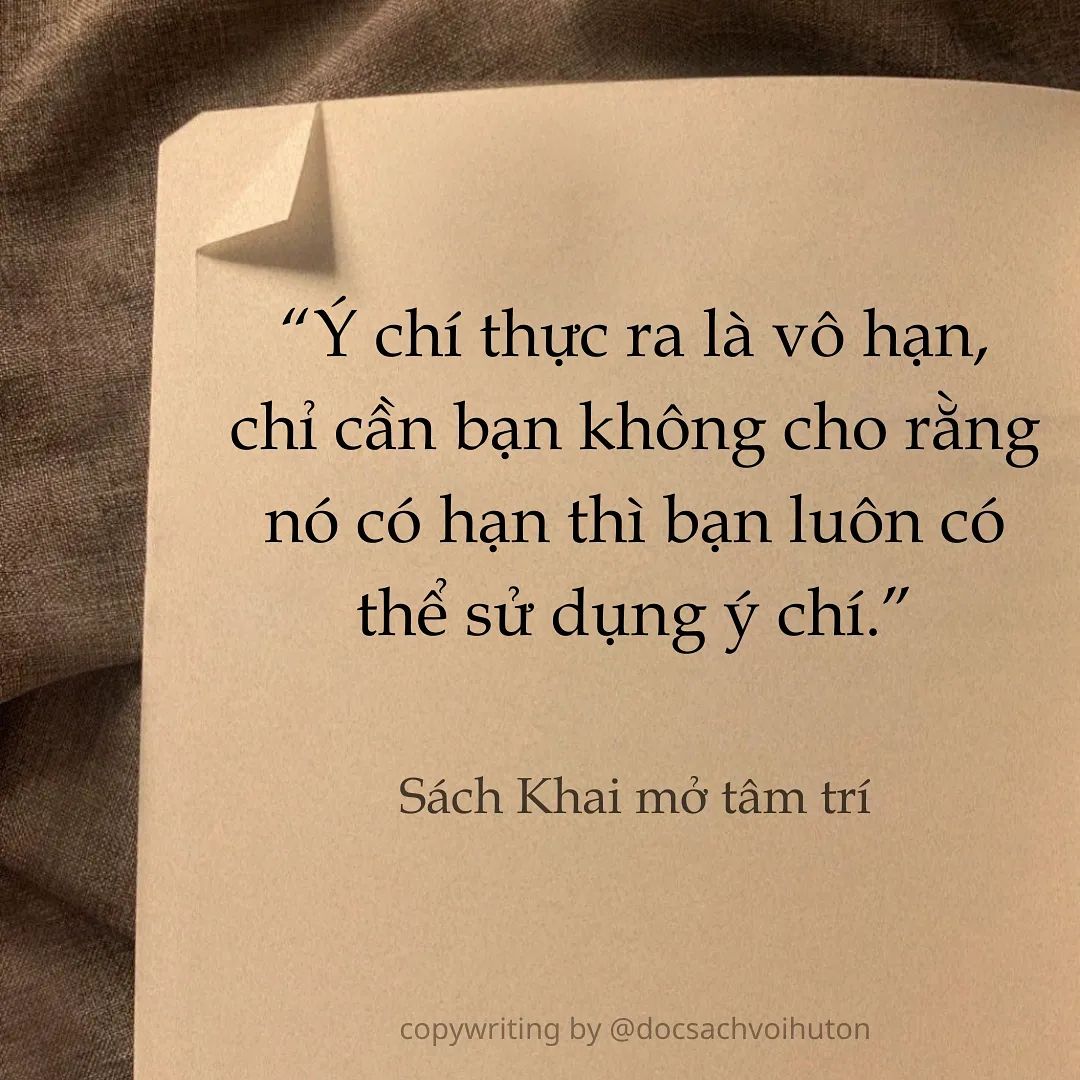 “Ý chí thực ra là vô hạn,
chỉ cần bạn không cho rằng
nó có hạn thì bạn luôn có
thể sử dụng ý chí.”
Sách Khai mở tâm trí
copywriting by @docsachvoihuton